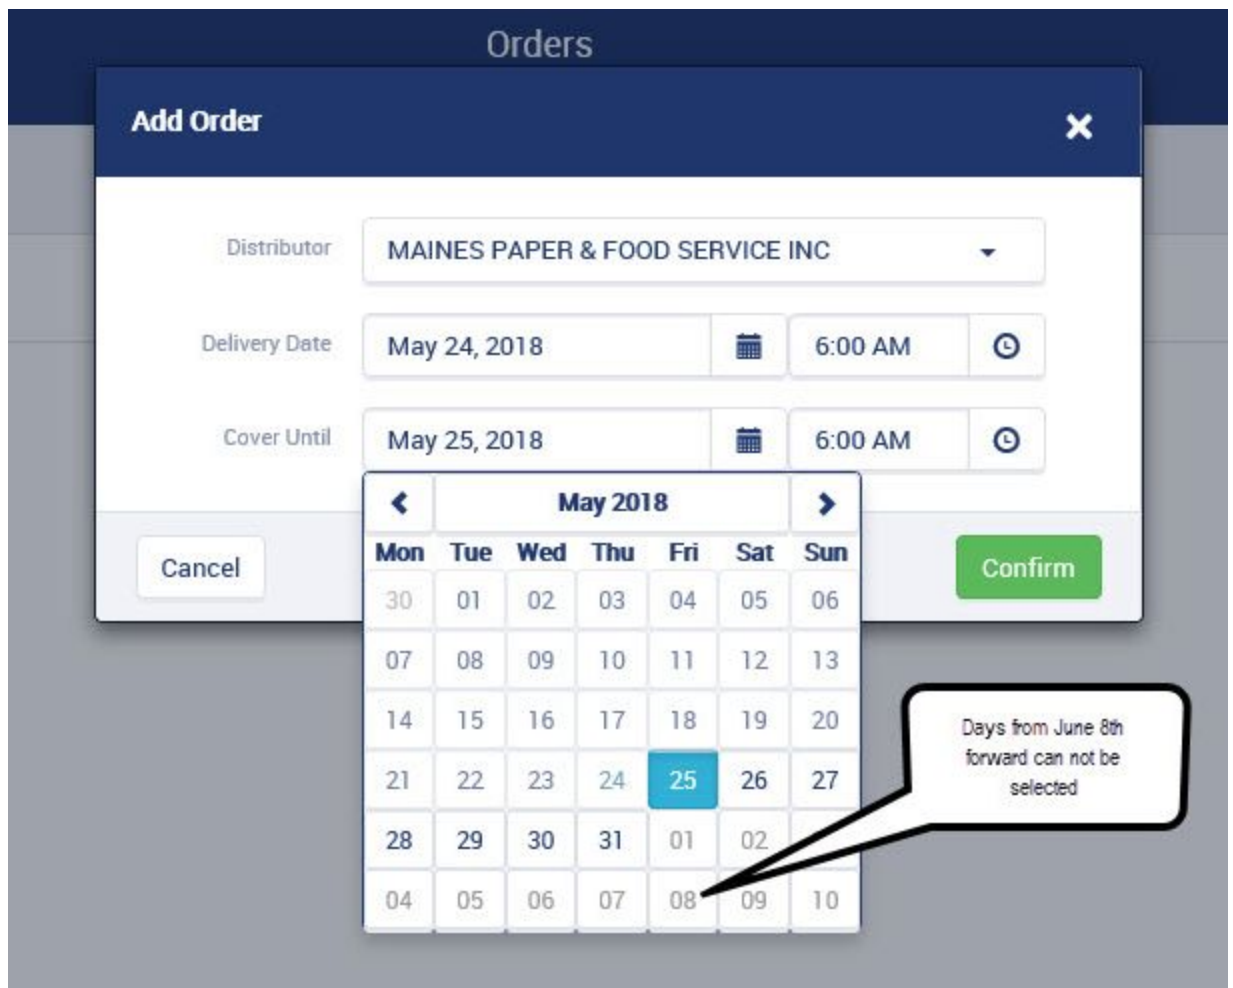 Orders
Add Order
Distributor MAINES PAPER & FOOD SERVICE INC
Delivery Date May 24, 2018 6:00 AM
Cover Until May 25, 2018 6:00 AM
May 2018
Mon Tue Wed Thu Fri Sat Sun
Cancel Confirm
30 01 02 03 04 05 06
07 08 09 10 11 12 13
14 15 16 17 18 19 20
21 22 23 24 25 26 27
28 29 30 31 01 02
04 05 06 07 08 09 10
Days from June 8th
forward can not be
selected